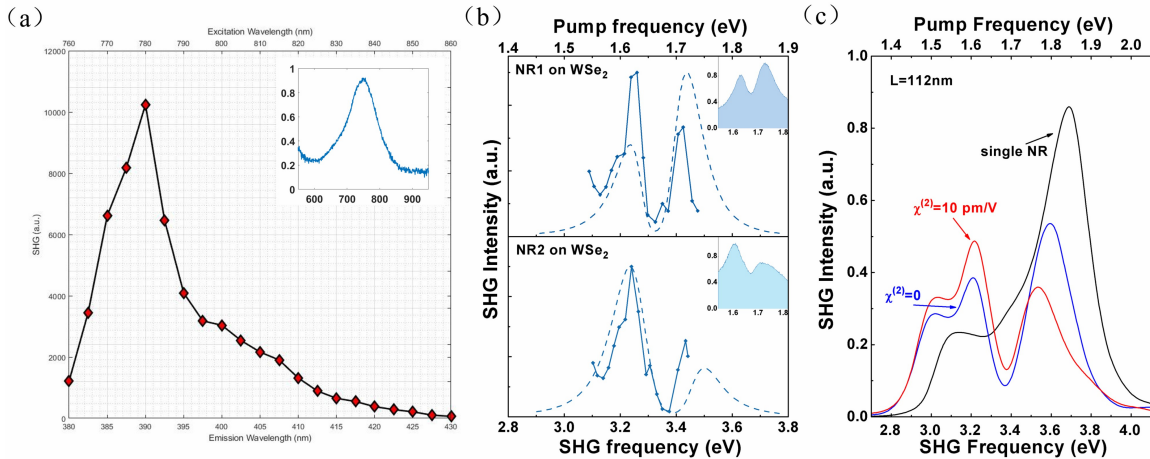 (a)
Excitation Wavelength (nm)
760 770 780 790 800 810 820 830 840 850 860
12000
10000
8000
6000
4000
2000
0
SHG (a.u.)
380 385 390 395 400 405 410 415 420 425 430
Emission Wavelength (nm)
1
0.8
0.6
0.4
0.2
0
600 700 800 900
(b)
Pump frequency (eV)
1.4 1.5 1.6 1.7 1.8 1.9
NR1 on WSe2
0.8
0.4
0.0
1.6 1.7 1.8
NR2 on WSe2
0.8
0.4
0.0
1.6 1.7 1.8
SHG Intensity (a.u.)
2.8 3.0 3.2 3.4 3.6 3.8
SHG frequency (eV)
(c)
Pump Frequency (eV)
1.4 1.5 1.6 1.7 1.8 1.9 2.0
L=112nm
single NR
χ(2)=10 pm/V
χ(2)=0
1.0
0.8
0.6
0.4
0.2
0.0
SHG Intensity (a.u.)
2.8 3.0 3.2 3.4 3.6 3.8 4.0
SHG Frequency (eV)